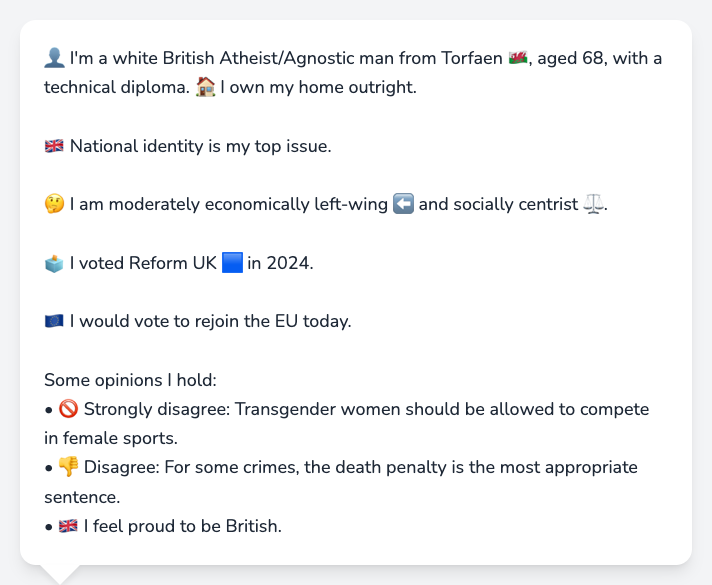 👤 I'm a white British Atheist/Agnostic man from Torfaen 🏴󠁧󠁢󠁷󠁬󠁳󠁿, aged 68, with a
technical diploma. 🏠 I own my home outright.
🇬🇧 National identity is my top issue.
🤔 I am moderately economically left-wing ⬅️ and socially centrist ⚖️.
🗳️ I voted Reform UK 🟦 in 2024.
🇪🇺 I would vote to rejoin the EU today.
Some opinions I hold:
• 🚫 Strongly disagree: Transgender women should be allowed to compete
in female sports.
• 👎 Disagree: For some crimes, the death penalty is the most appropriate
sentence.
• 🇬🇧 I feel proud to be British.